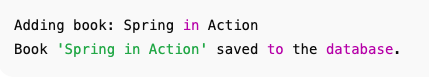 Adding book: Spring in Action
Book 'Spring in Action' saved to the database.